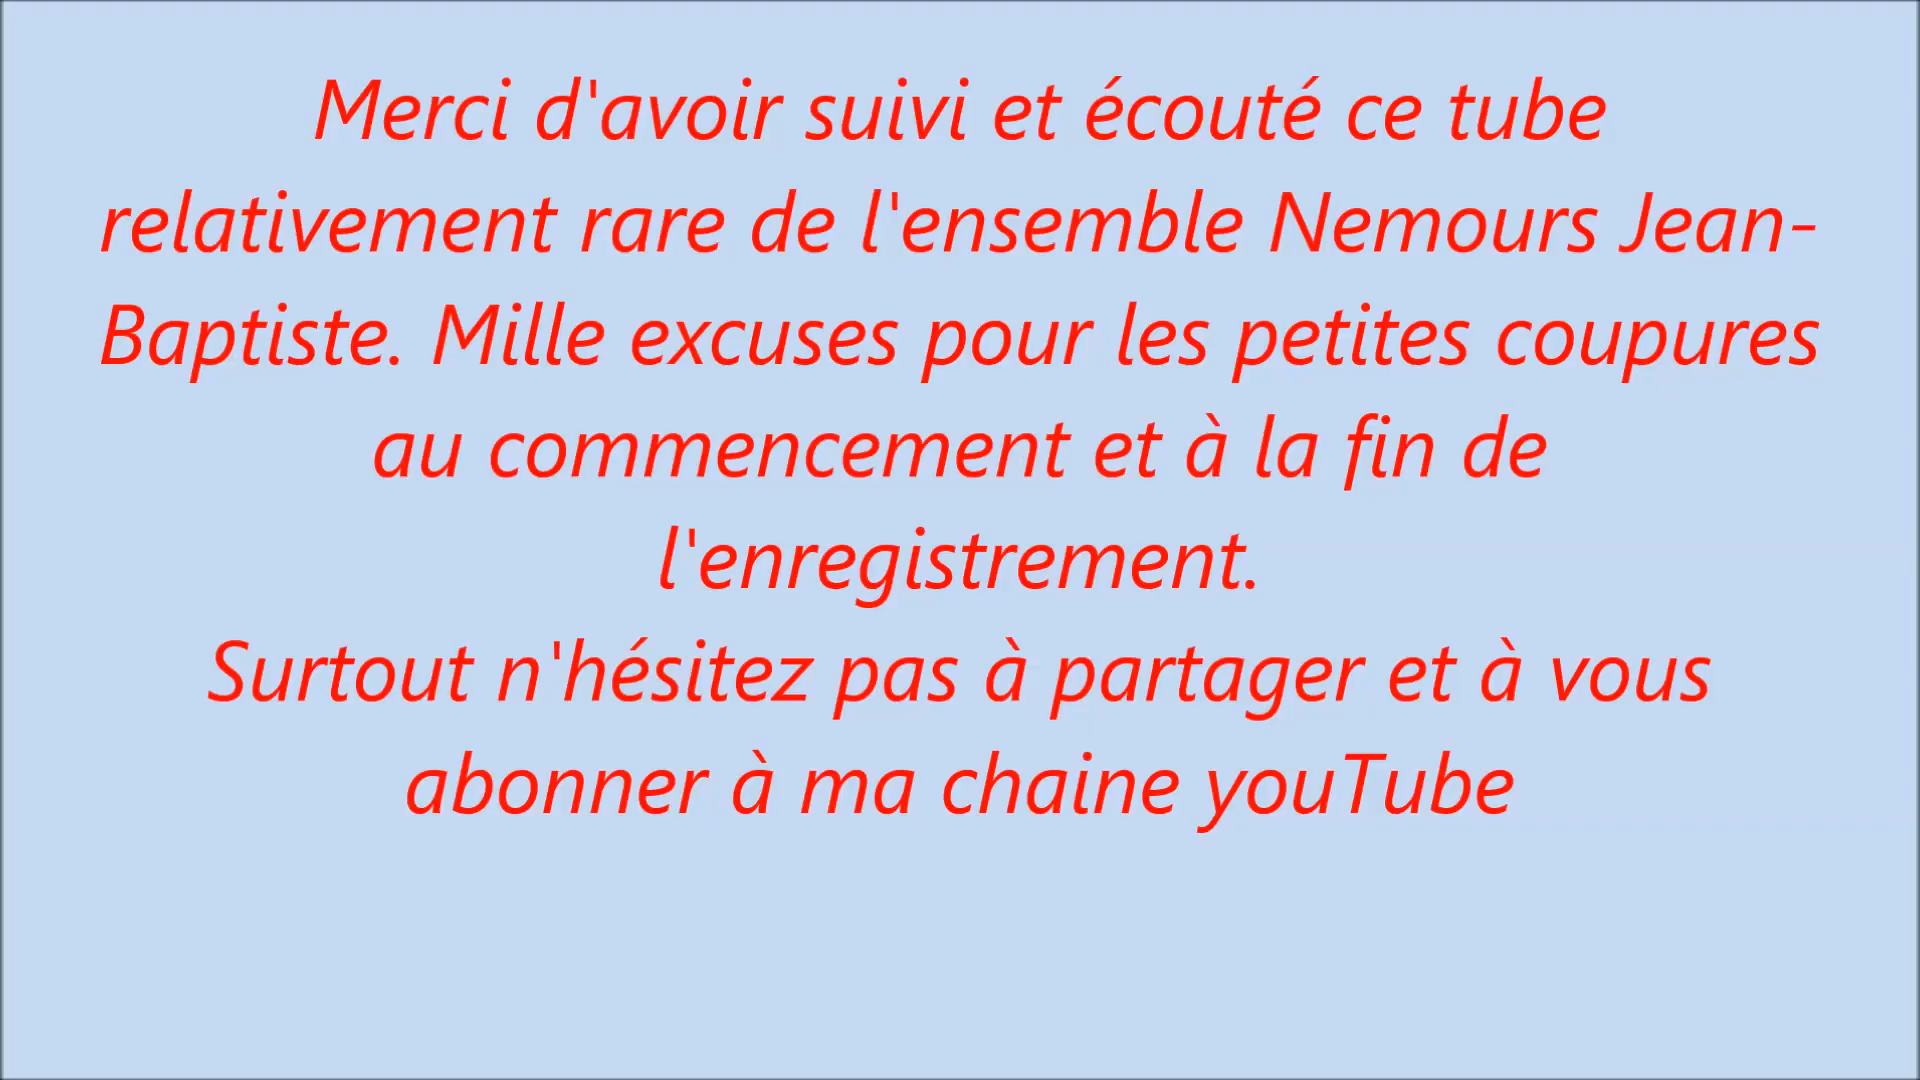 Merci d'avoir suivi et écouté ce tube
relativement rare de l'ensemble Nemours Jean-
Baptiste. Mille excuses pour les petites coupures
au commencement et à la fin de
l'enregistrement.
Surtout n'hésitez pas à partager et à vous
abonner à ma chaine youTube